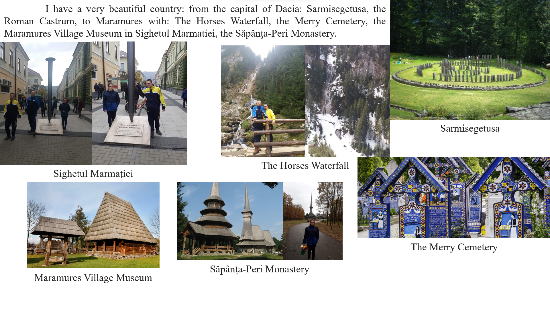 I have a very beautiful country: from the capital of Dacia: Sarmisegetusa, the
Roman Castrum, to Maramures with: The Horses Waterfall, the Merry Cemetery, the
Maramures Village Museum in Sighetul Marmatiei, the Săpânța-Peri Monastery.
Sarmisegetusa
Sighetul Marmației
The Horses Waterfall
The Merry Cemetery
Maramures Village Museum
Săpânța-Peri Monastery